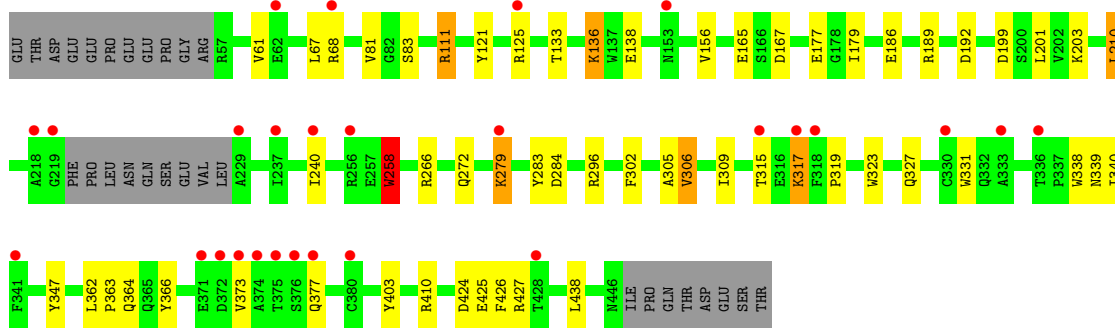 GLU THR ASP GLU GLU PRO GLU GLU PRO GLY ARG R57 V61 E62 L67 R68 V81 G82 S83 R111 Y121 R125 T133 K136 W137 E138 N153 V156 E165 S166 D167 E177 G178 I179 E186 R189 D192 D199 S200 L201 V202 K203 L210
A218 G219 PHE PRO LEU ASN GLN SER GLU VAL LEU A229 I237 I240 R256 E257 W258 R266 Q272 K279 Y283 D284 R296 F302 A305 V306 I309 T315 E316 K317 F318 P319 W323 Q327 C330 W331 Q332 A333 T336 P337 W338 N339 I340
F341 Y347 L362 P363 Q364 Q365 Y366 E371 D372 V373 A374 T375 S376 Q377 C380 Y403 R410 D424 E425 F426 R427 T428 L438 N446 ILE PRO GLN THR ASP GLU SER THR